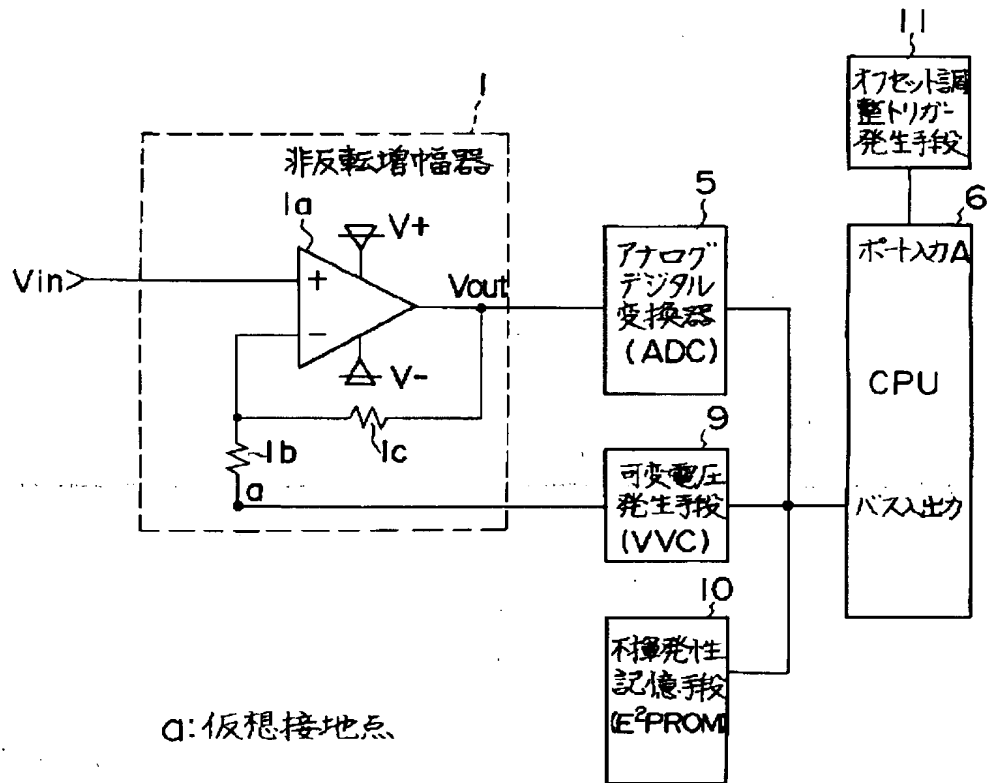 11
オフセット調
整トリガー
発生手段
1
非反転増幅器
1a
V+
5
6
Vin
+
Vout
アナログ
デジタル
変換器
(ADC)
ポート入力A
−
V-
CPU
1c
9
1b
a
可変電圧
発生手段
(VVC)
バス入出力
10
不揮発性
記憶手段
(E²PROM)
a:仮想接地点